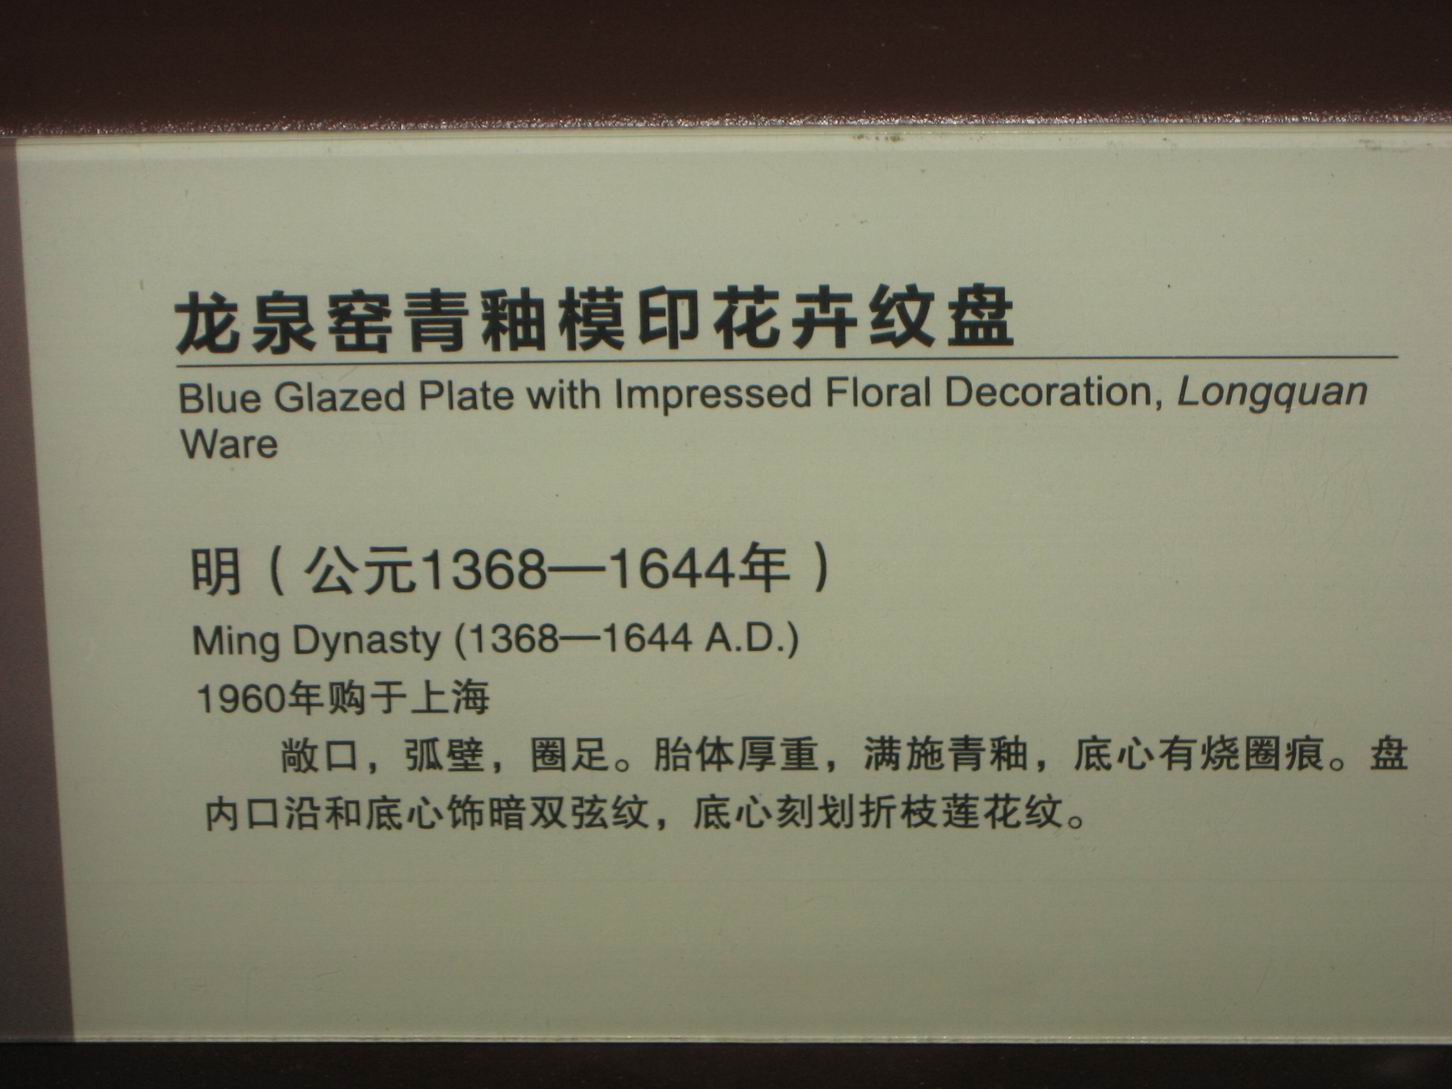 龙泉窑青釉模印花卉纹盘
Blue Glazed Plate with Impressed Floral Decoration, Longquan
Ware
明（公元1368—1644年）
Ming Dynasty (1368—1644 A.D.)
1960年购于上海
敞口，弧壁，圈足。胎体厚重，满施青釉，底心有烧圈痕。盘
内口沿和底心饰暗双弦纹，底心刻划折枝莲花纹。